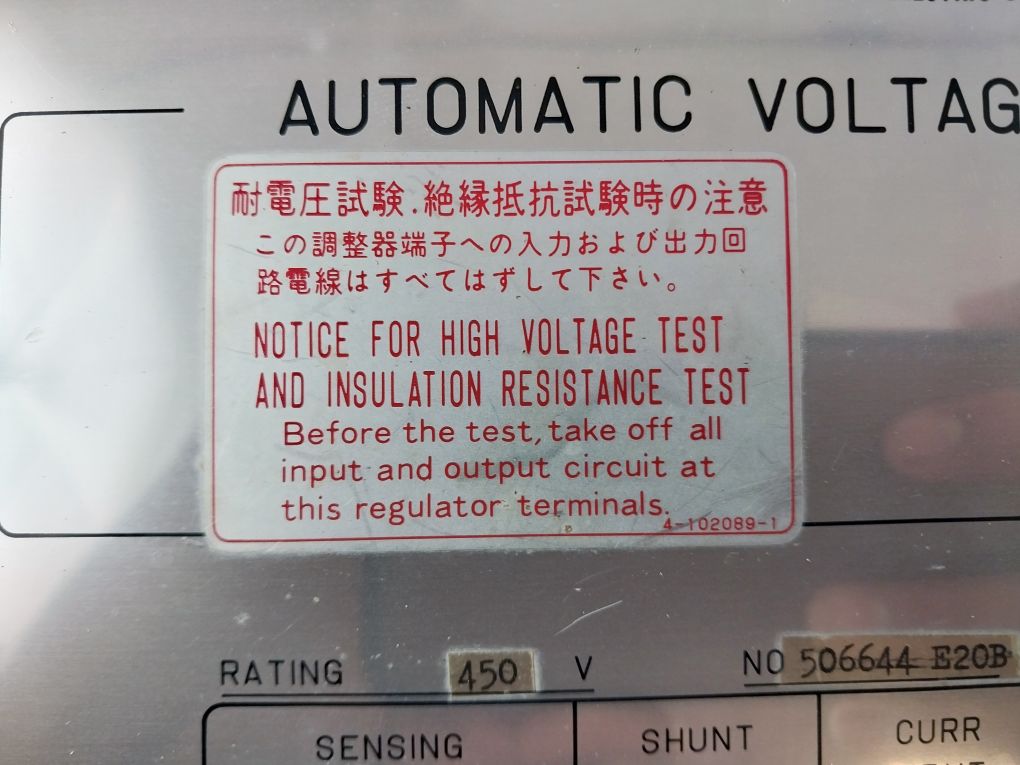 AUTOMATIC VOLTAG
耐電圧試験.絶縁抵抗試験時の注意
この調整器端子への入力および出力回
路電線はすべてはずして下さい。
NOTICE FOR HIGH VOLTAGE TEST
AND INSULATION RESISTANCE TEST
Before the test, take off all
input and output circuit at
this regulator terminals.
4-102089-1
RATING 450 V NO 506644 E20B
SENSING SHUNT CURR